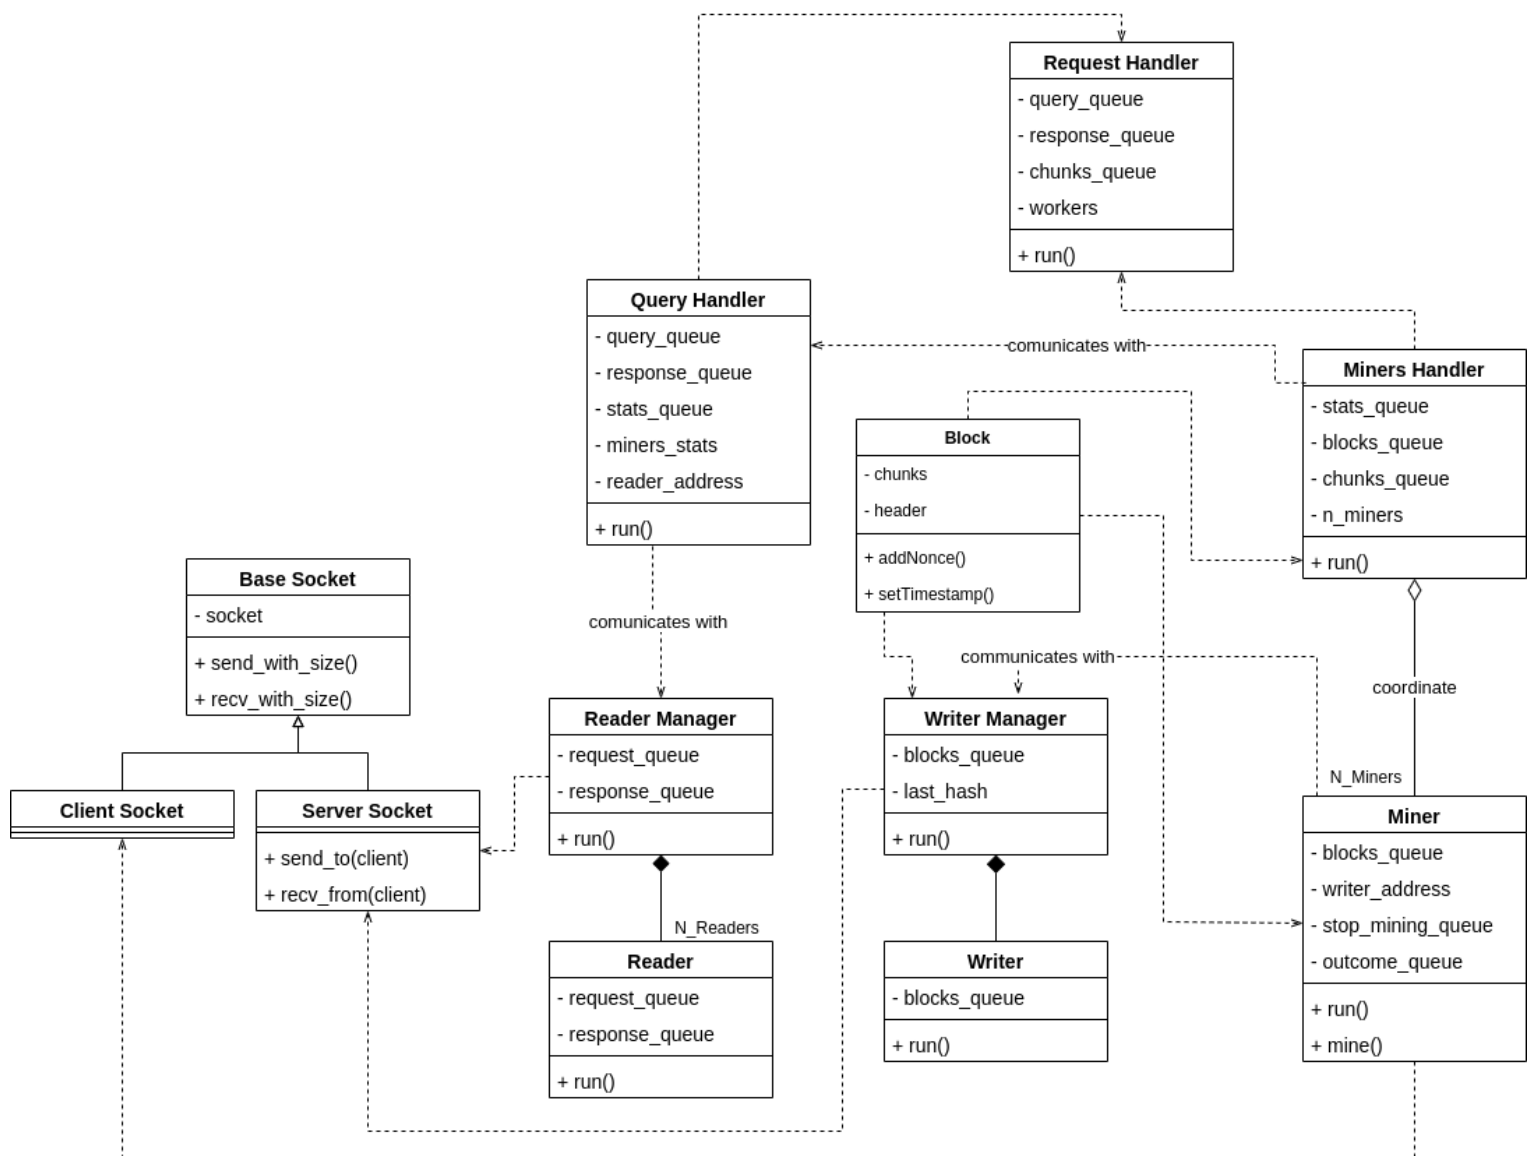 Request Handler
- query_queue
- response_queue
- chunks_queue
- workers
+ run()
Query Handler
- query_queue
- response_queue
- stats_queue
- miners_stats
- reader_address
+ run()
comunicates with
Miners Handler
- stats_queue
- blocks_queue
- chunks_queue
- n_miners
+ run()
Block
- chunks
- header
+ addNonce()
+ setTimestamp()
Base Socket
- socket
+ send_with_size()
+ recv_with_size()
comunicates with
communicates with
coordinate
N_Miners
Client Socket
Server Socket
+ send_to(client)
+ recv_from(client)
Reader Manager
- request_queue
- response_queue
+ run()
Writer Manager
- blocks_queue
- last_hash
+ run()
Miner
- blocks_queue
- writer_address
- stop_mining_queue
- outcome_queue
+ run()
+ mine()
N_Readers
Reader
- request_queue
- response_queue
+ run()
Writer
- blocks_queue
+ run()